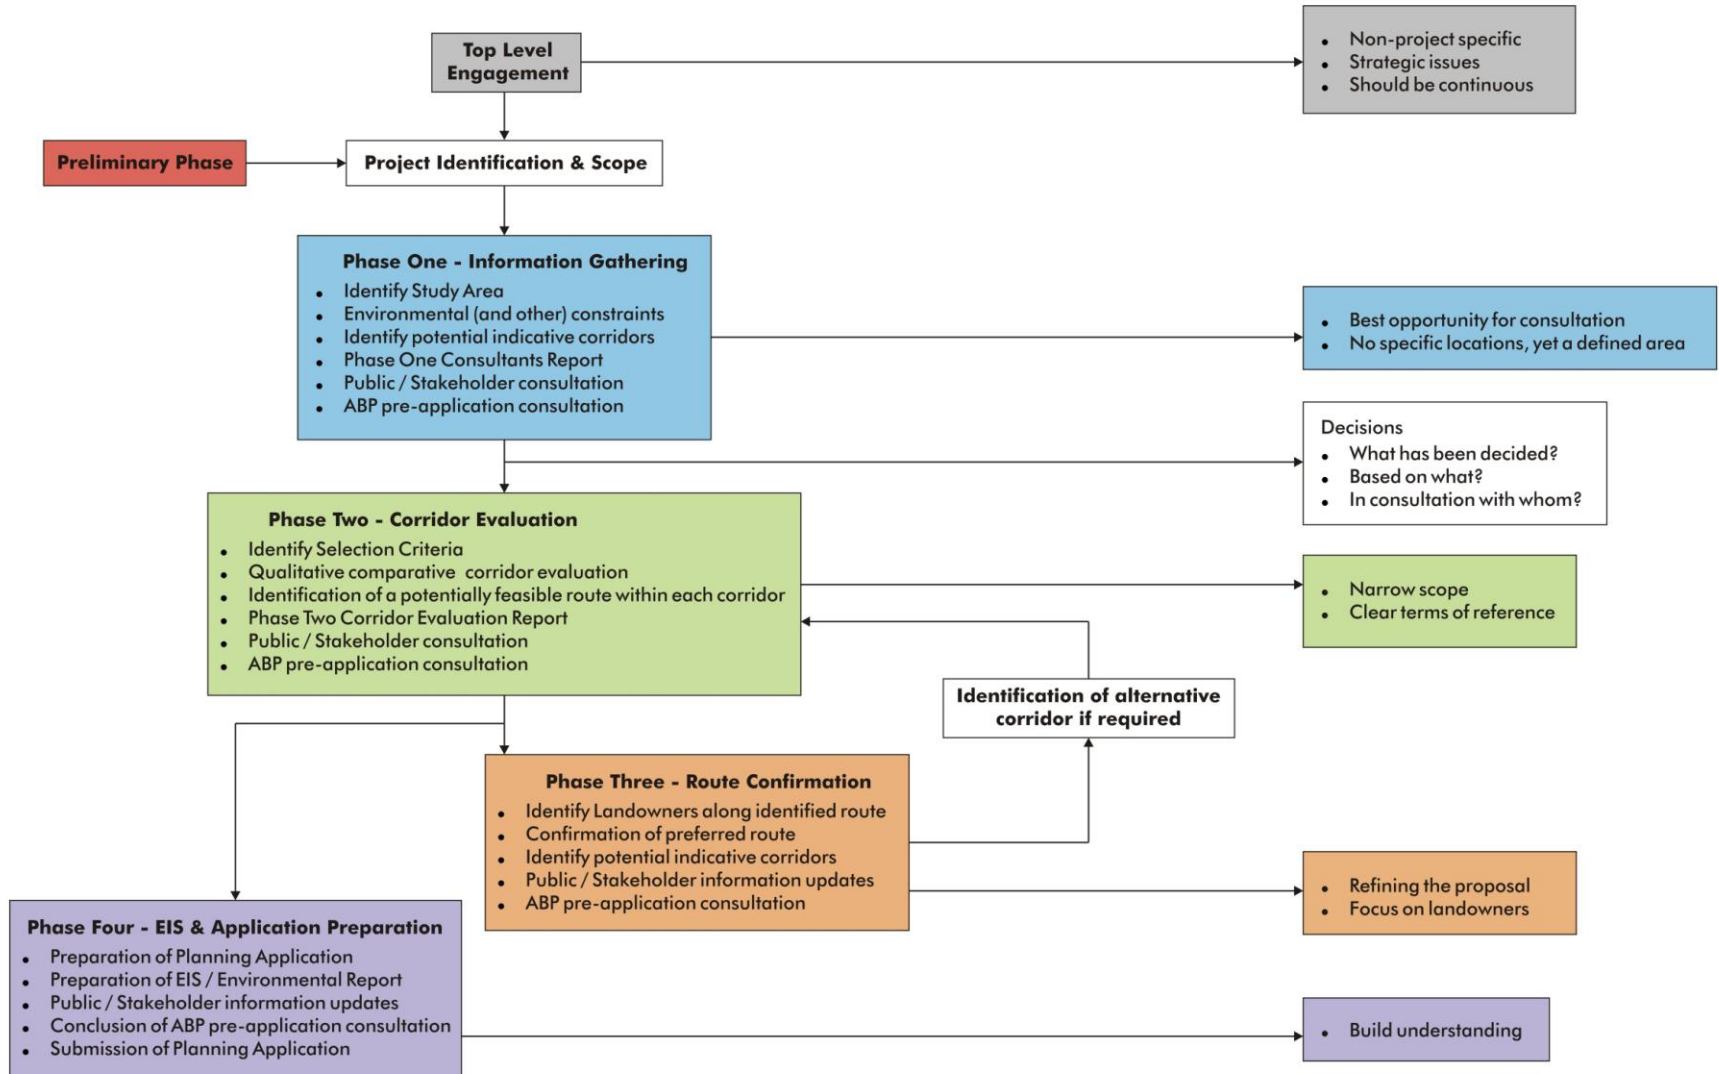 Top Level
Engagement
• Non-project specific
• Strategic issues
• Should be continuous
Preliminary Phase
Project Identification & Scope
Phase One - Information Gathering
• Identify Study Area
• Environmental (and other) constraints
• Identify potential indicative corridors
• Phase One Consultants Report
• Public / Stakeholder consultation
• ABP pre-application consultation
• Best opportunity for consultation
• No specific locations, yet a defined area
Decisions
• What has been decided?
• Based on what?
• In consultation with whom?
Phase Two - Corridor Evaluation
• Identify Selection Criteria
• Qualitative comparative corridor evaluation
• Identification of a potentially feasible route within each corridor
• Phase Two Corridor Evaluation Report
• Public / Stakeholder consultation
• ABP pre-application consultation
• Narrow scope
• Clear terms of reference
Identification of alternative
corridor if required
Phase Three - Route Confirmation
• Identify Landowners along identified route
• Confirmation of preferred route
• Identify potential indicative corridors
• Public / Stakeholder information updates
• ABP pre-application consultation
• Refining the proposal
• Focus on landowners
Phase Four - EIS & Application Preparation
• Preparation of Planning Application
• Preparation of EIS / Environmental Report
• Public / Stakeholder information updates
• Conclusion of ABP pre-application consultation
• Submission of Planning Application
• Build understanding